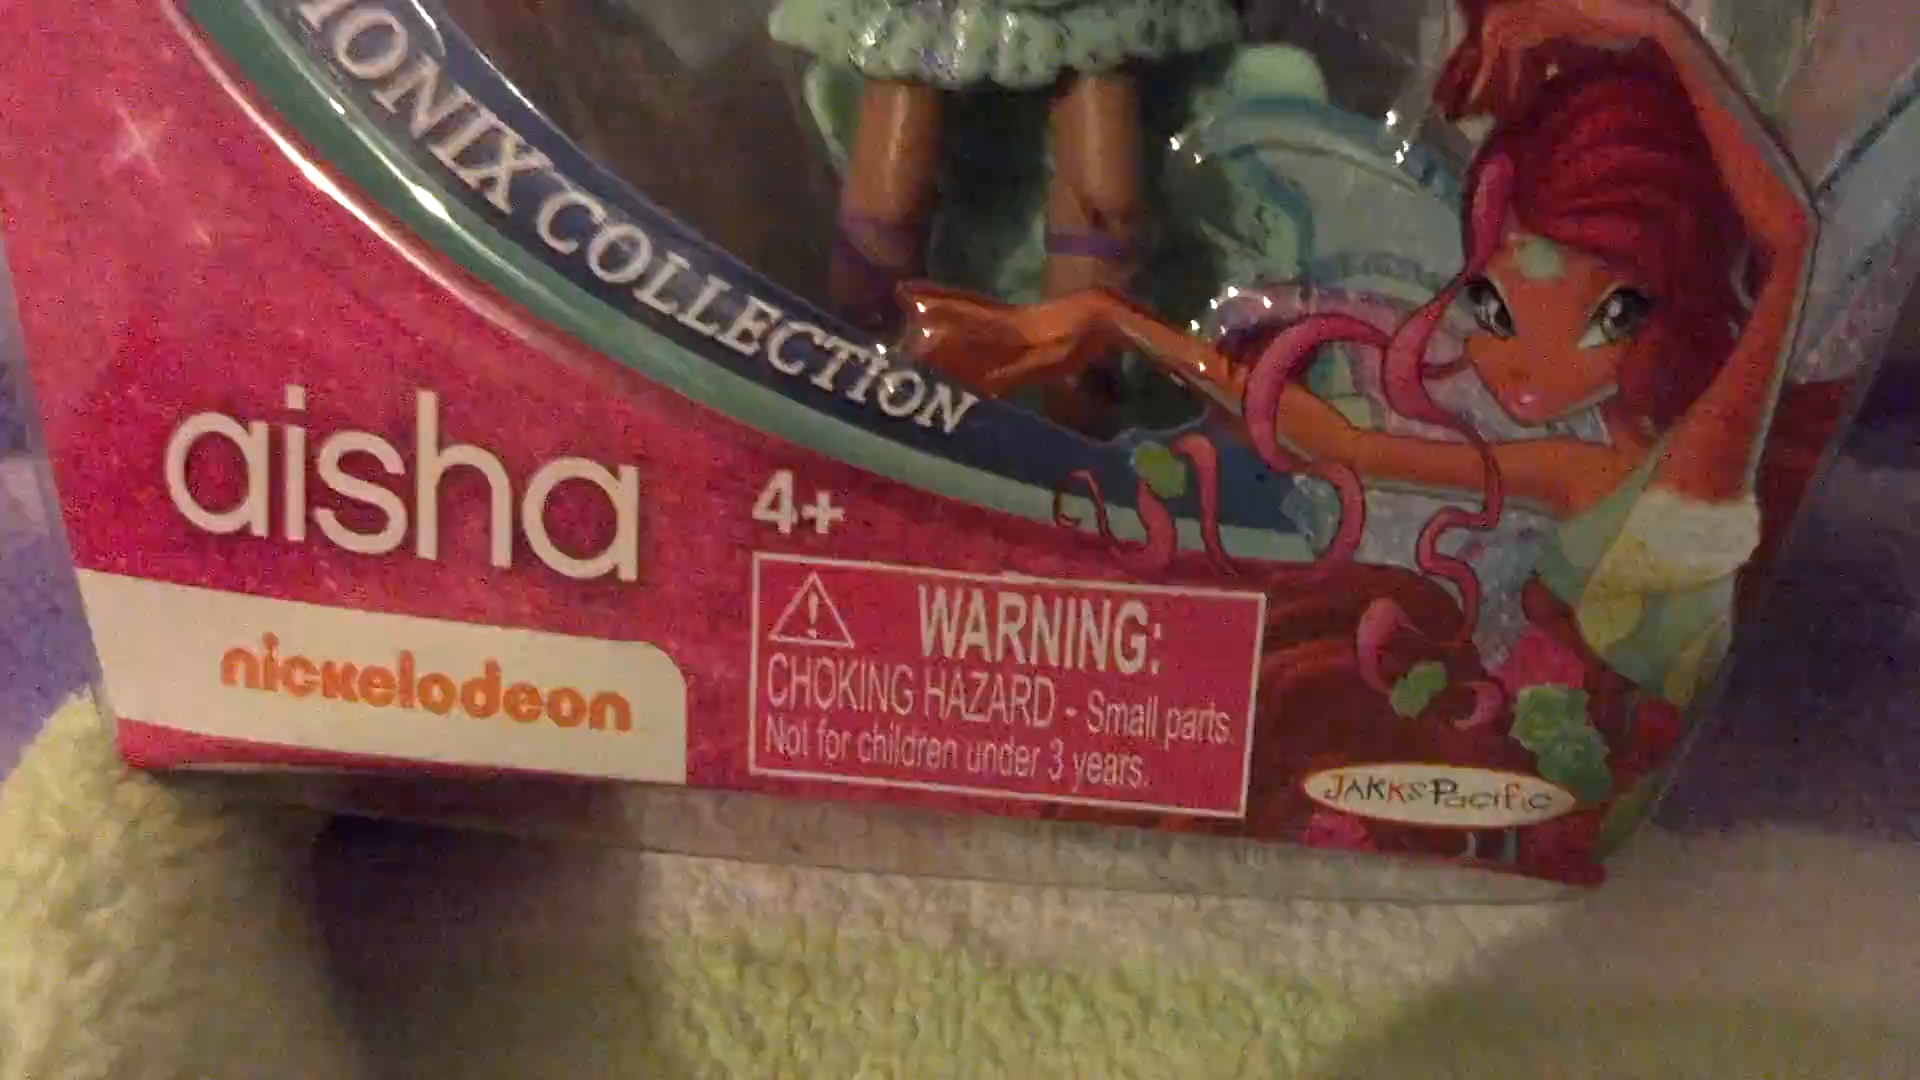 IONIX COLLECTION
aisha
4+
nickelodeon
WARNING:
CHOKING HAZARD - Small parts.
Not for children under 3 years.
JAKKS Pacific